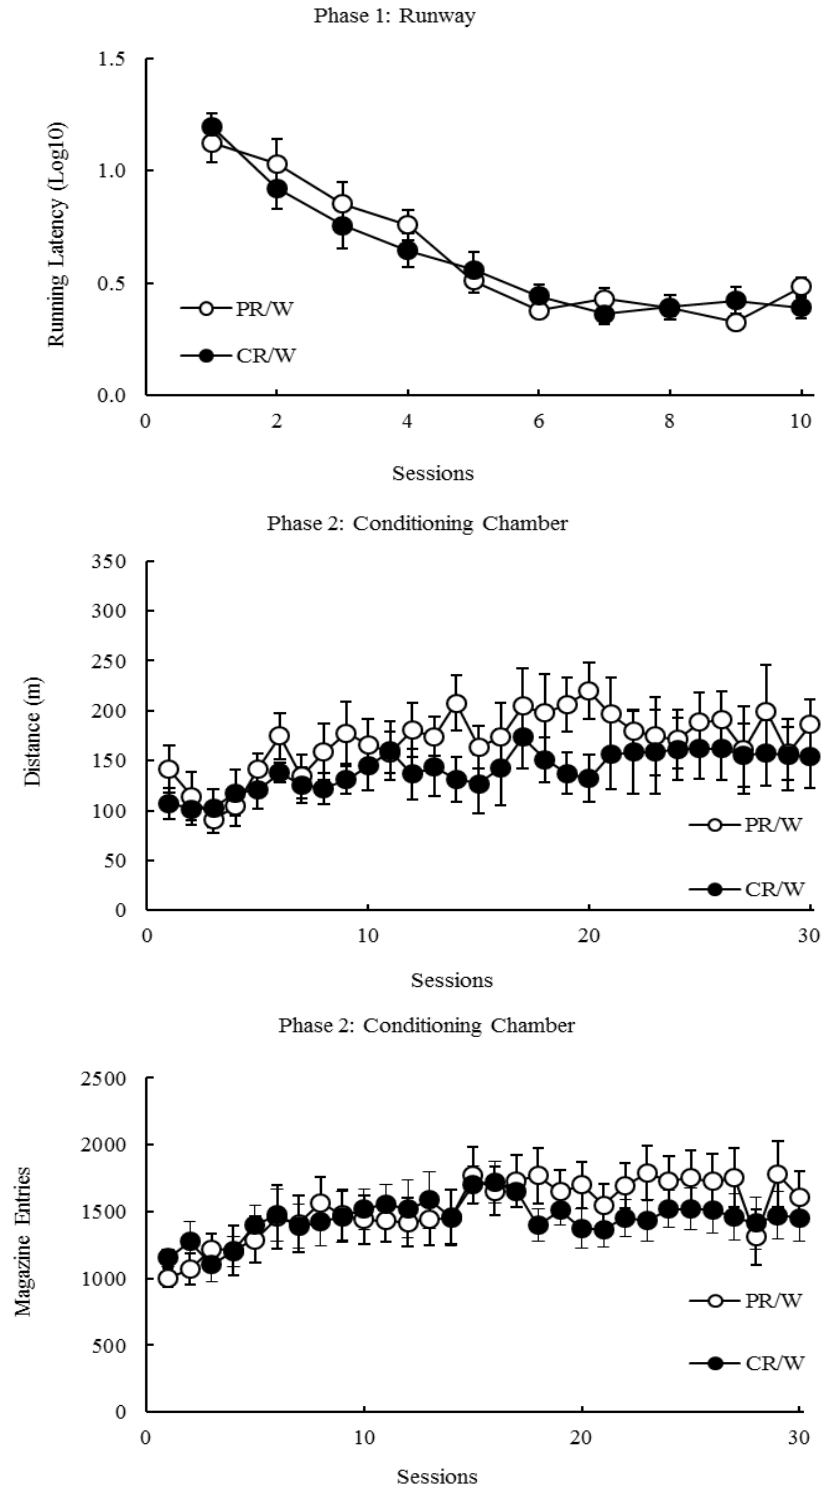 Phase 1: Runway
1.5
1.0
0.5
0.0
Running Latency (Log10)
PR/W
CR/W
0 2 4 6 8 10
Sessions
Phase 2: Conditioning Chamber
350
300
250
200
150
100
50
0
Distance (m)
PR/W
CR/W
0 10 20 30
Sessions
Phase 2: Conditioning Chamber
2500
2000
1500
1000
500
0
Magazine Entries
PR/W
CR/W
0 10 20 30
Sessions